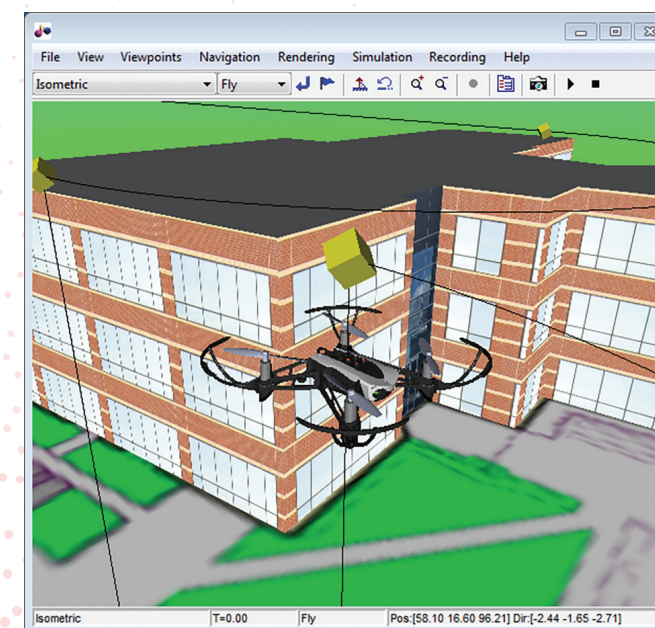 File View Viewpoints Navigation Rendering Simulation Recording Help
Isometric Fly
Isometric T=0.00 Fly Pos:[58.10 16.60 96.21] Dir:[-2.44 -1.65 -2.71]